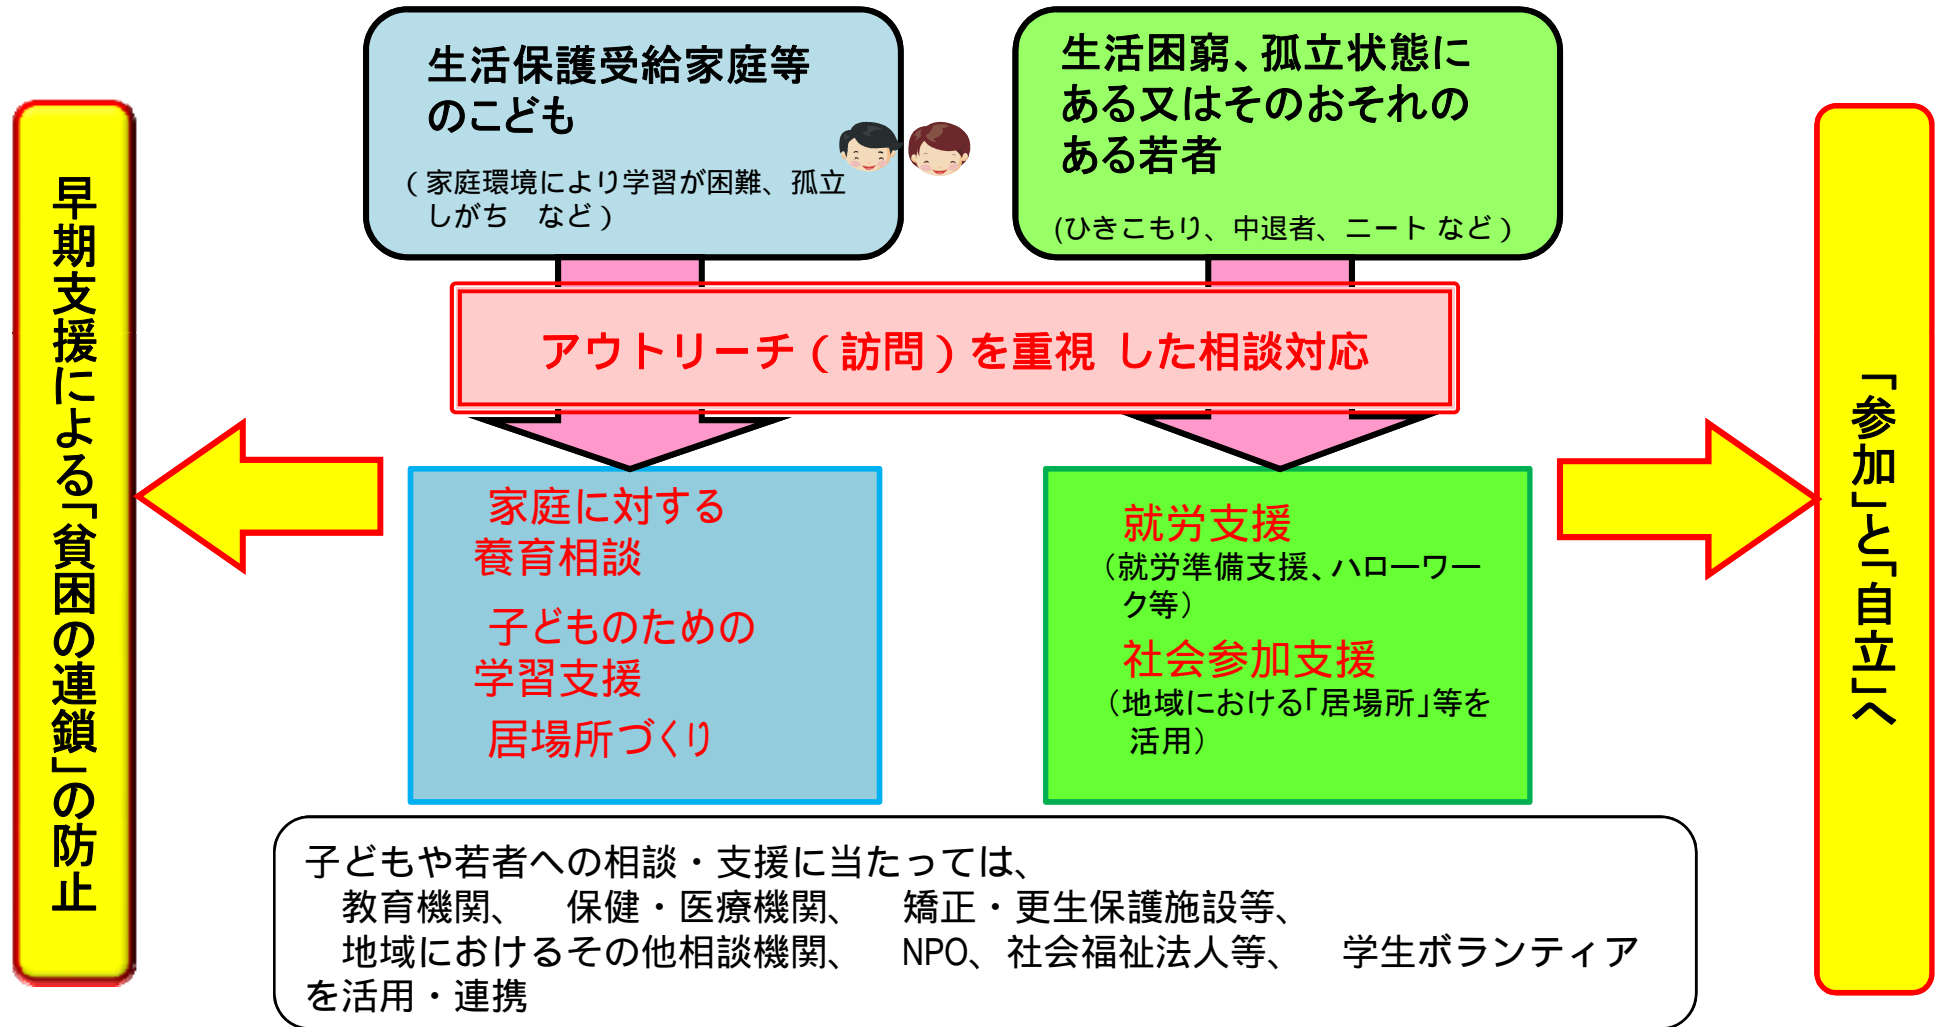 生活保護受給家庭等
のこども
（家庭環境により学習が困難、孤立
しがち　など）
生活困窮、孤立状態に
ある又はそのおそれの
ある若者
(ひきこもり、中退者、ニート など）
早期支援による「貧困の連鎖」の防止
アウトリーチ（訪問）を重視 した相談対応
「参加」と「自立」へ
家庭に対する
養育相談
子どものための
学習支援
居場所づくり
就労支援
（就労準備支援、ハローワー
ク等）
社会参加支援
（地域における「居場所」等を
活用）
子どもや若者への相談・支援に当たっては、
教育機関、　保健・医療機関、　矯正・更生保護施設等、
地域におけるその他相談機関、　NPO、社会福祉法人等、　学生ボランティア
を活用・連携